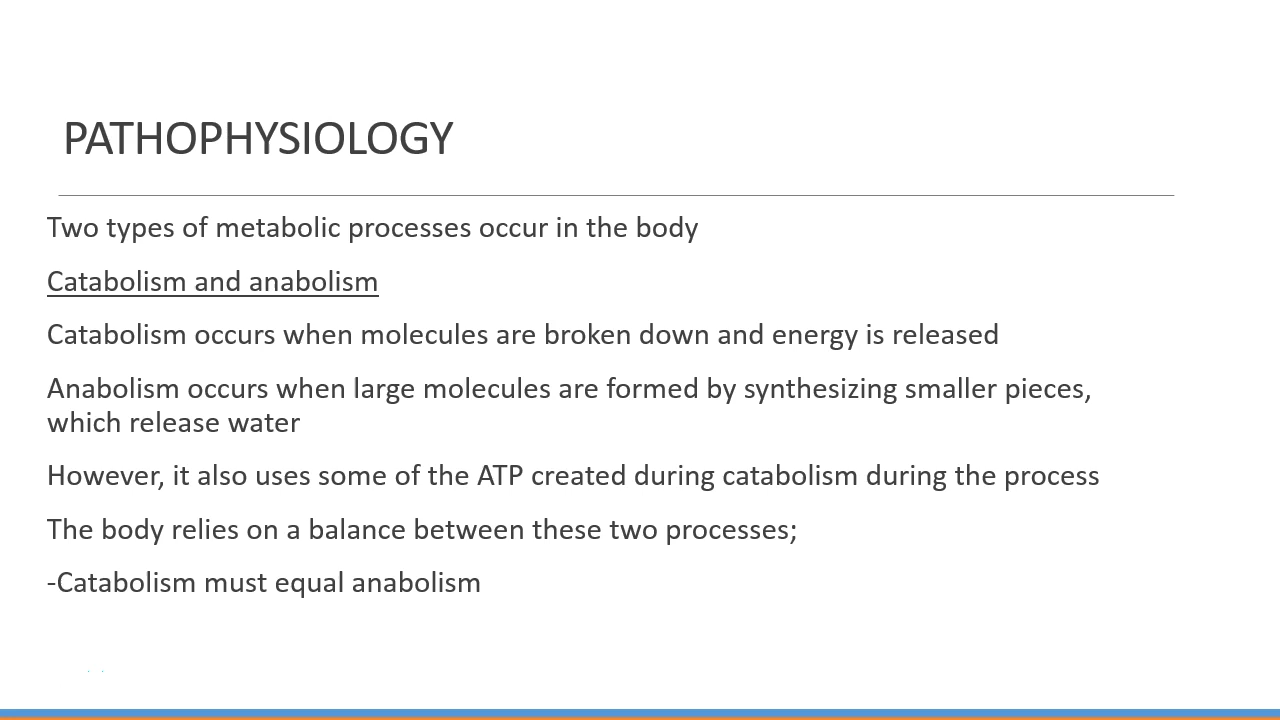 PATHOPHYSIOLOGY
Two types of metabolic processes occur in the body
Catabolism and anabolism
Catabolism occurs when molecules are broken down and energy is released
Anabolism occurs when large molecules are formed by synthesizing smaller pieces,
which release water
However, it also uses some of the ATP created during catabolism during the process
The body relies on a balance between these two processes;
-Catabolism must equal anabolism